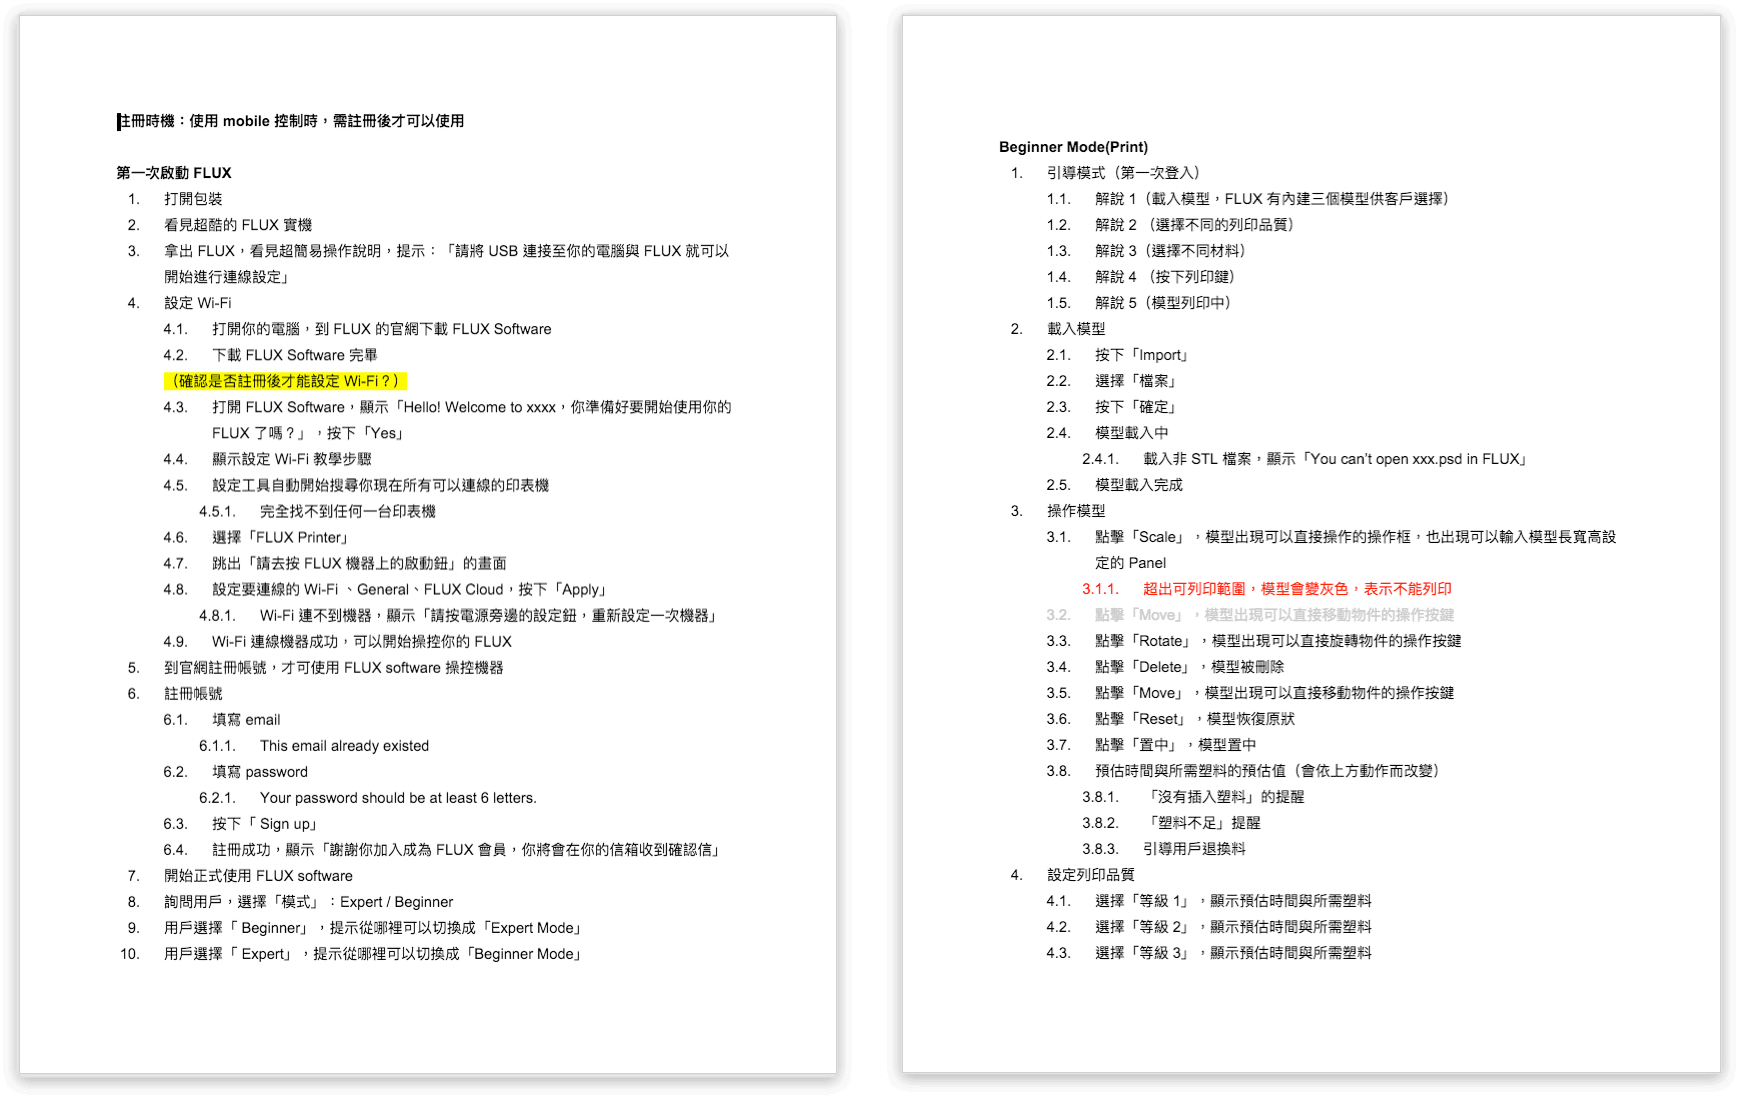 註冊時機：使用 mobile 控制時，需註冊後才可以使用
第一次啟動 FLUX
1. 打開包裝
2. 看見超酷的 FLUX 實機
3. 拿出 FLUX，看見超簡易操作說明，提示：「請將 USB 連接至你的電腦與 FLUX 就可以
開始進行連線設定」
4. 設定 Wi-Fi
4.1. 打開你的電腦，到 FLUX 的官網下載 FLUX Software
4.2. 下載 FLUX Software 完畢
（確認是否註冊後才能設定 Wi-Fi？）
4.3. 打開 FLUX Software，顯示「Hello! Welcome to xxxx，你準備好要開始使用你的
FLUX 了嗎？」，按下「Yes」
4.4. 顯示設定 Wi-Fi 教學步驟
4.5. 設定工具自動開始搜尋你現在所有可以連線的印表機
4.5.1. 完全找不到任何一台印表機
4.6. 選擇「FLUX Printer」
4.7. 跳出「請去按 FLUX 機器上的啟動鈕」的畫面
4.8. 設定要連線的 Wi-Fi 、General、FLUX Cloud，按下「Apply」
4.8.1. Wi-Fi 連不到機器，顯示「請按電源旁邊的設定鈕，重新設定一次機器」
4.9. Wi-Fi 連線機器成功，可以開始操控你的 FLUX
5. 到官網註冊帳號，才可使用 FLUX software 操控機器
6. 註冊帳號
6.1. 填寫 email
6.1.1. This email already existed
6.2. 填寫 password
6.2.1. Your password should be at least 6 letters.
6.3. 按下「 Sign up」
6.4. 註冊成功，顯示「謝謝你加入成為 FLUX 會員，你將會在你的信箱收到確認信」
7. 開始正式使用 FLUX software
8. 詢問用戶，選擇「模式」：Expert / Beginner
9. 用戶選擇「 Beginner」，提示從哪裡可以切換成「Expert Mode」
10. 用戶選擇「 Expert」，提示從哪裡可以切換成「Beginner Mode」
Beginner Mode(Print)
1. 引導模式（第一次登入）
1.1. 解說 1（載入模型，FLUX 有內建三個模型供客戶選擇）
1.2. 解說 2 （選擇不同的列印品質）
1.3. 解說 3（選擇不同材料）
1.4. 解說 4 （按下列印鍵）
1.5. 解說 5（模型列印中）
2. 載入模型
2.1. 按下「Import」
2.2. 選擇「檔案」
2.3. 按下「確定」
2.4. 模型載入中
2.4.1. 載入非 STL 檔案，顯示「You can't open xxx.psd in FLUX」
2.5. 模型載入完成
3. 操作模型
3.1. 點擊「Scale」，模型出現可以直接操作的操作框，也出現可以輸入模型長寬高設
定的 Panel
3.1.1. 超出可列印範圍，模型會變灰色，表示不能列印
3.2. 點擊「Move」，模型出現可以直接移動物件的操作按鍵
3.3. 點擊「Rotate」，模型出現可以直接旋轉物件的操作按鍵
3.4. 點擊「Delete」，模型被刪除
3.5. 點擊「Move」，模型出現可以直接移動物件的操作按鍵
3.6. 點擊「Reset」，模型恢復原狀
3.7. 點擊「置中」，模型置中
3.8. 預估時間與所需塑料的預估值（會依上方動作而改變）
3.8.1. 「沒有插入塑料」的提醒
3.8.2. 「塑料不足」提醒
3.8.3. 引導用戶退換料
4. 設定列印品質
4.1. 選擇「等級 1」，顯示預估時間與所需塑料
4.2. 選擇「等級 2」，顯示預估時間與所需塑料
4.3. 選擇「等級 3」，顯示預估時間與所需塑料